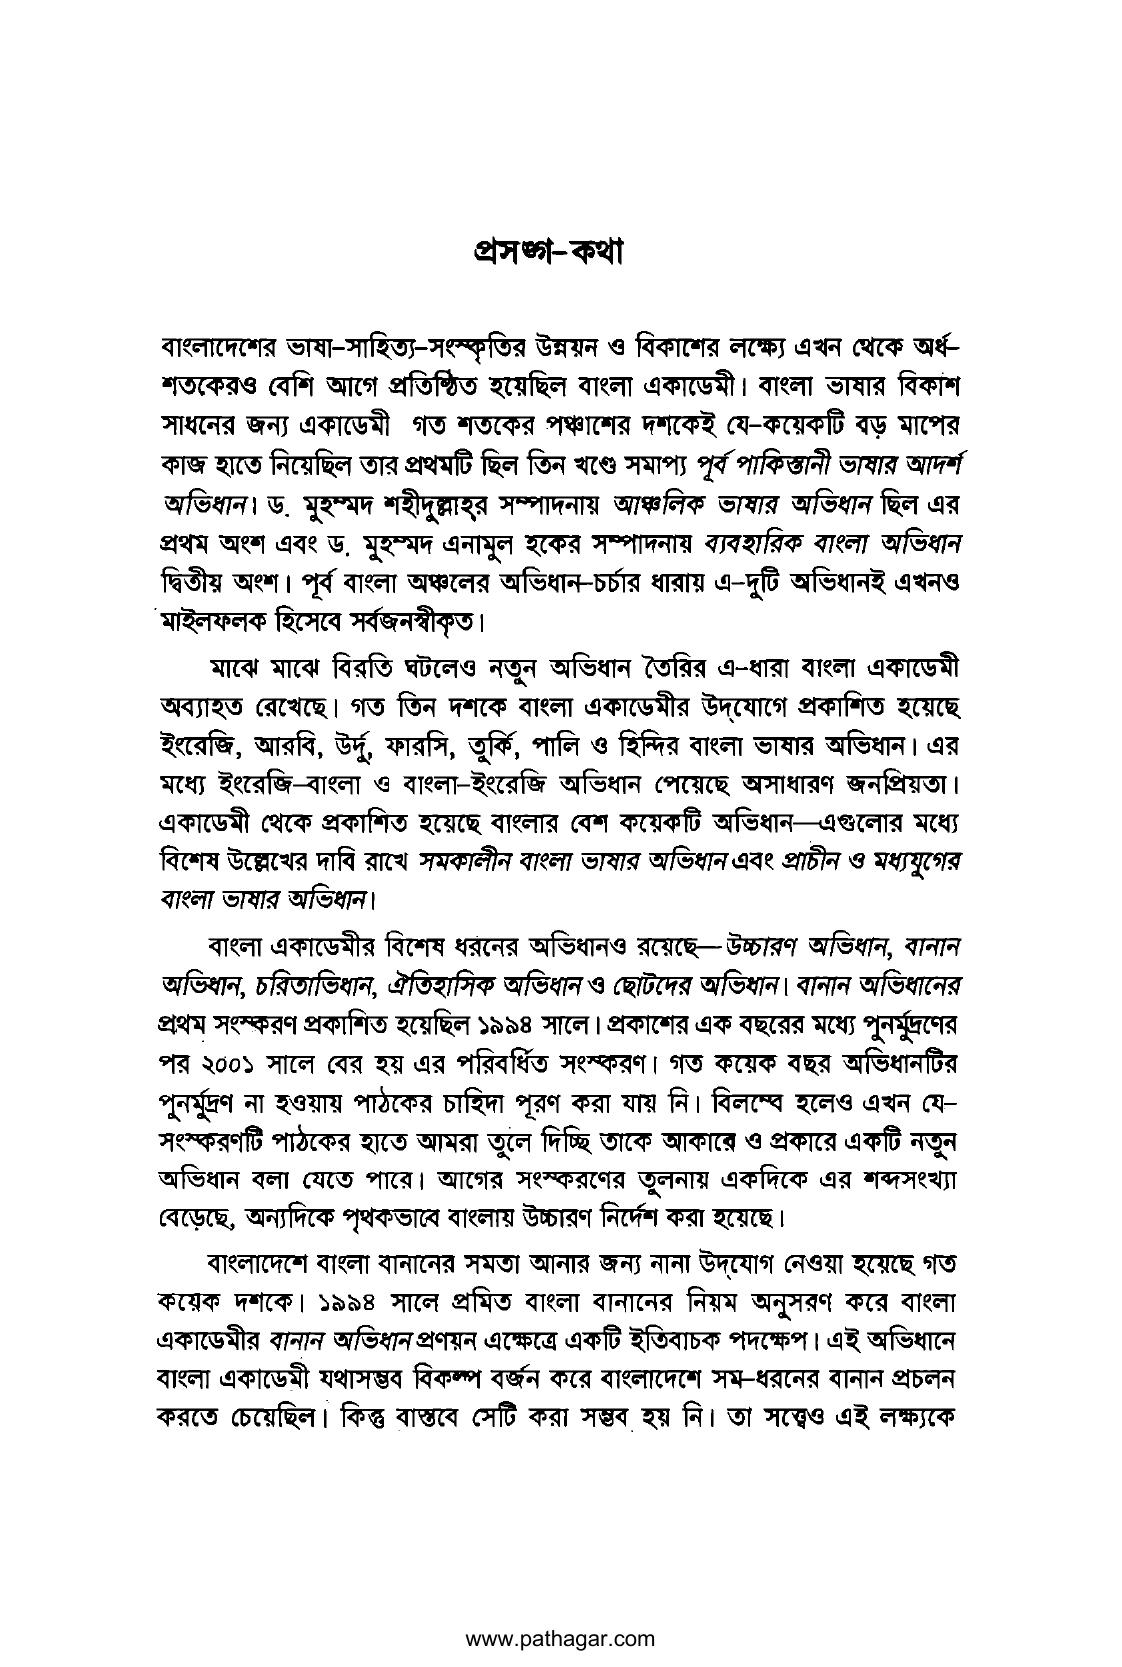 প্রসঙ্গ-কথা
বাংলাদেশের ভাষা-সাহিত্য-সংস্কৃতির উন্নয়ন ও বিকাশের লক্ষ্যে এখন থেকে অর্ধ-
শতকেরও বেশি আগে প্রতিষ্ঠিত হয়েছিল বাংলা একাডেমী। বাংলা ভাষার বিকাশ
সাধনের জন্য একাডেমী গত শতকের পঞ্চাশের দশকেই যে-কয়েকটি বড় মাপের
কাজ হাতে নিয়েছিল তার প্রথমটি ছিল তিন খণ্ডে সমাপ্য পূর্ব পাকিস্তানী ভাষার আদর্শ
অভিধান। ড. মুহম্মদ শহীদুল্লাহ্‌র সম্পাদনায় আঞ্চলিক ভাষার অভিধান ছিল এর
প্রথম অংশ এবং ড. মুহম্মদ এনামুল হকের সম্পাদনায় ব্যবহারিক বাংলা অভিধান
দ্বিতীয় অংশ। পূর্ব বাংলা অঞ্চলের অভিধান-চর্চার ধারায় এ-দুটি অভিধানই এখনও
মাইলফলক হিসেবে সর্বজনস্বীকৃত।
মাঝে মাঝে বিরতি ঘটলেও নতুন অভিধান তৈরির এ-ধারা বাংলা একাডেমী
অব্যাহত রেখেছে। গত তিন দশকে বাংলা একাডেমীর উদ্‌যোগে প্রকাশিত হয়েছে
ইংরেজি, আরবি, উর্দু, ফারসি, তুর্কি, পালি ও হিন্দির বাংলা ভাষার অভিধান। এর
মধ্যে ইংরেজি-বাংলা ও বাংলা-ইংরেজি অভিধান পেয়েছে অসাধারণ জনপ্রিয়তা।
একাডেমী থেকে প্রকাশিত হয়েছে বাংলার বেশ কয়েকটি অভিধান—এগুলোর মধ্যে
বিশেষ উল্লেখের দাবি রাখে সমকালীন বাংলা ভাষার অভিধান এবং প্রাচীন ও মধ্যযুগের
বাংলা ভাষার অভিধান।
বাংলা একাডেমীর বিশেষ ধরনের অভিধানও রয়েছে—উচ্চারণ অভিধান, বানান
অভিধান, চরিতাভিধান, ঐতিহাসিক অভিধান ও ছোটদের অভিধান। বানান অভিধানের
প্রথম সংস্করণ প্রকাশিত হয়েছিল ১৯৯৪ সালে। প্রকাশের এক বছরের মধ্যে পুনর্মুদ্রণের
পর ২০০১ সালে বের হয় এর পরিবর্ধিত সংস্করণ। গত কয়েক বছর অভিধানটির
পুনর্মুদ্রণ না হওয়ায় পাঠকের চাহিদা পূরণ করা যায় নি। বিলম্বে হলেও এখন যে-
সংস্করণটি পাঠকের হাতে আমরা তুলে দিচ্ছি তাকে আকারে ও প্রকারে একটি নতুন
অভিধান বলা যেতে পারে। আগের সংস্করণের তুলনায় একদিকে এর শব্দসংখ্যা
বেড়েছে, অন্যদিকে পৃথকভাবে বাংলায় উচ্চারণ নির্দেশ করা হয়েছে।
বাংলাদেশে বাংলা বানানের সমতা আনার জন্য নানা উদ্‌যোগ নেওয়া হয়েছে গত
কয়েক দশকে। ১৯৯৪ সালে প্রমিত বাংলা বানানের নিয়ম অনুসরণ করে বাংলা
একাডেমীর বানান অভিধান প্রণয়ন এক্ষেত্রে একটি ইতিবাচক পদক্ষেপ। এই অভিধানে
বাংলা একাডেমী যথাসম্ভব বিকল্প বর্জন করে বাংলাদেশে সম-ধরনের বানান প্রচলন
করতে চেয়েছিল। কিন্তু বাস্তবে সেটি করা সম্ভব হয় নি। তা সত্ত্বেও এই লক্ষ্যকে
www.pathagar.com